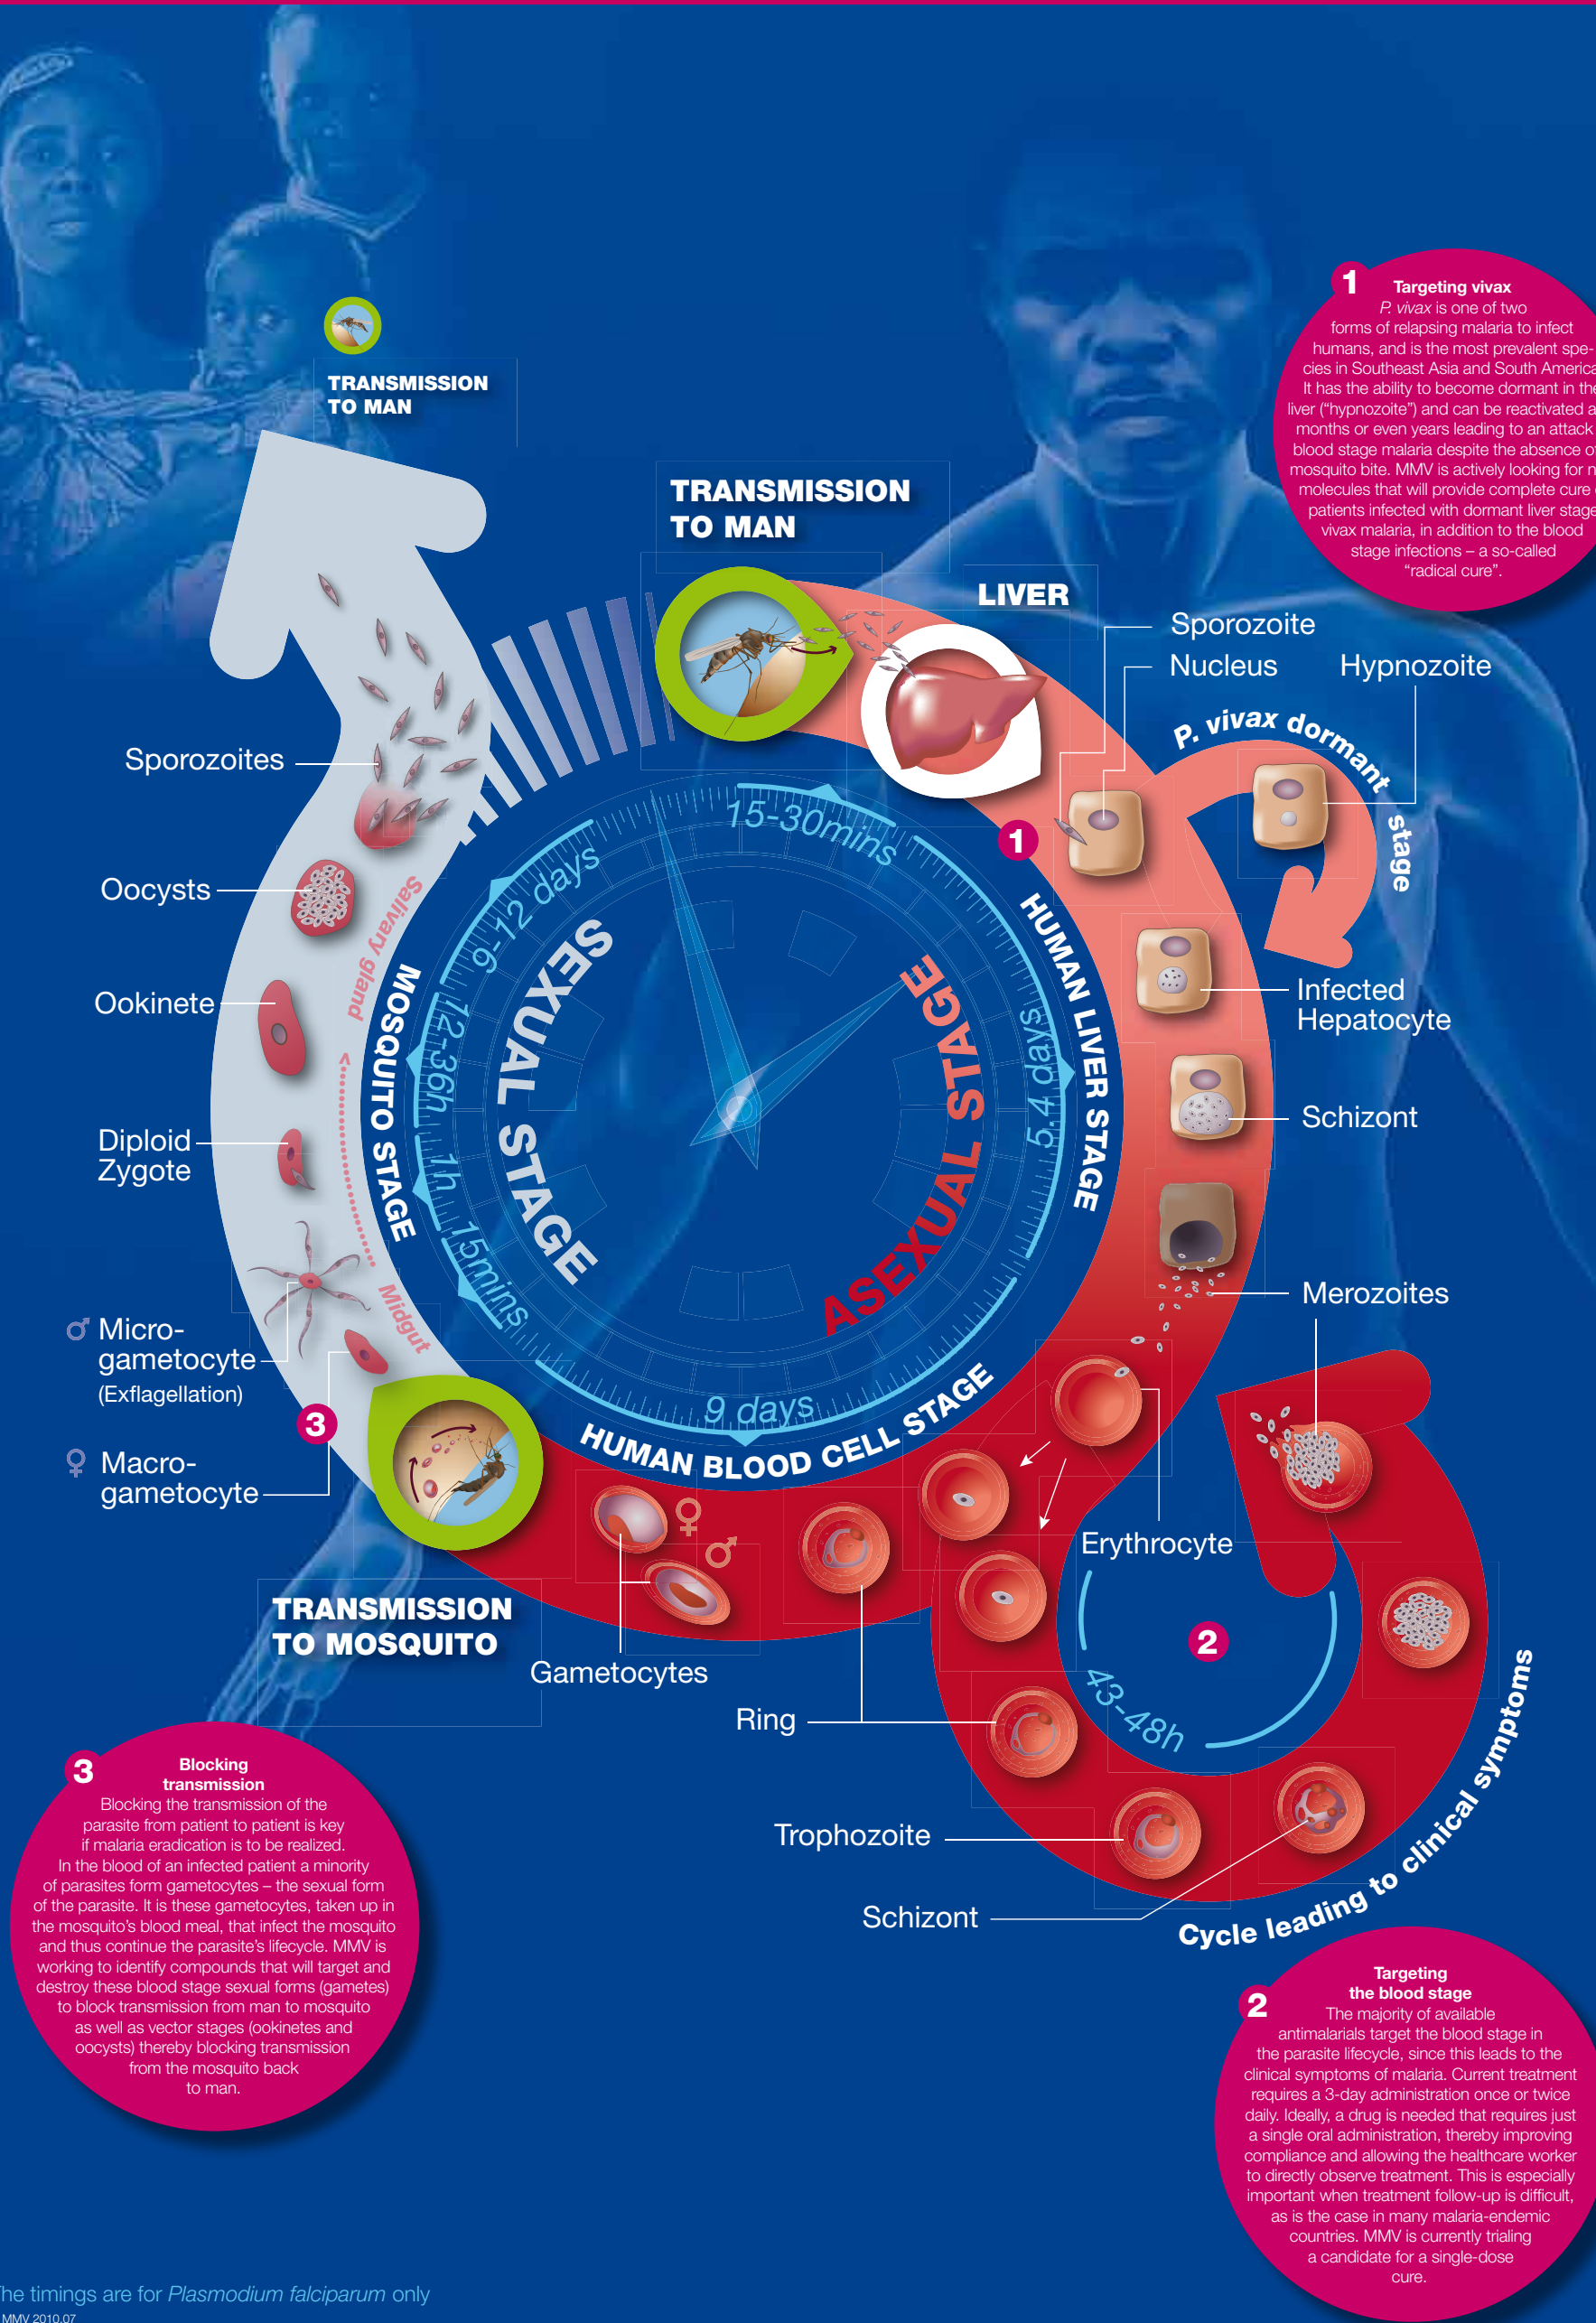 TRANSMISSION
TO MAN
1
Targeting vivax
P. vivax is one of two
forms of relapsing malaria to infect
humans, and is the most prevalent spe-
cies in Southeast Asia and South America
It has the ability to become dormant in the
liver (“hypnozoite”) and can be reactivated
months or even years leading to an attack
blood stage malaria despite the absence of
mosquito bite. MMV is actively looking for
molecules that will provide complete cure
patients infected with dormant liver stage
vivax malaria, in addition to the blood
stage infections – a so-called
“radical cure”.
TRANSMISSION
TO MAN
LIVER
Sporozoite
Nucleus
Hypnozoite
P. vivax dormant stage
Sporozoites
Oocysts
Ookinete
Diploid
Zygote
♂ Micro-
gametocyte
(Exflagellation)
♀ Macro-
gametocyte
3
Salivary gland
Midgut
MOSQUITO STAGE
SEXUAL STAGE
ASEXUAL STAGE
15-30mins
9-12 days
12-36h
1h
15mins
5.4 days
9 days
1
HUMAN LIVER STAGE
HUMAN BLOOD CELL STAGE
Infected
Hepatocyte
Schizont
Merozoites
Erythrocyte
♀
♂
TRANSMISSION
TO MOSQUITO
Gametocytes
Ring
Trophozoite
Schizont
2
43-48h
Cycle leading to clinical symptoms
3
Blocking
transmission
Blocking the transmission of the
parasite from patient to patient is key
if malaria eradication is to be realized.
In the blood of an infected patient a minority
of parasites form gametocytes – the sexual form
of the parasite. It is these gametocytes, taken up in
the mosquito’s blood meal, that infect the mosquito
and thus continue the parasite’s lifecycle. MMV is
working to identify compounds that will target and
destroy these blood stage sexual forms (gametes)
to block transmission from man to mosquito
as well as vector stages (ookinetes and
oocysts) thereby blocking transmission
from the mosquito back
to man.
2
Targeting
the blood stage
The majority of available
antimalarials target the blood stage in
the parasite lifecycle, since this leads to the
clinical symptoms of malaria. Current treatment
requires a 3-day administration once or twice
daily. Ideally, a drug is needed that requires just
a single oral administration, thereby improving
compliance and allowing the healthcare worker
to directly observe treatment. This is especially
important when treatment follow-up is difficult,
as is the case in many malaria-endemic
countries. MMV is currently trialing
a candidate for a single-dose
cure.
he timings are for Plasmodium falciparum only
MMV 2010.07